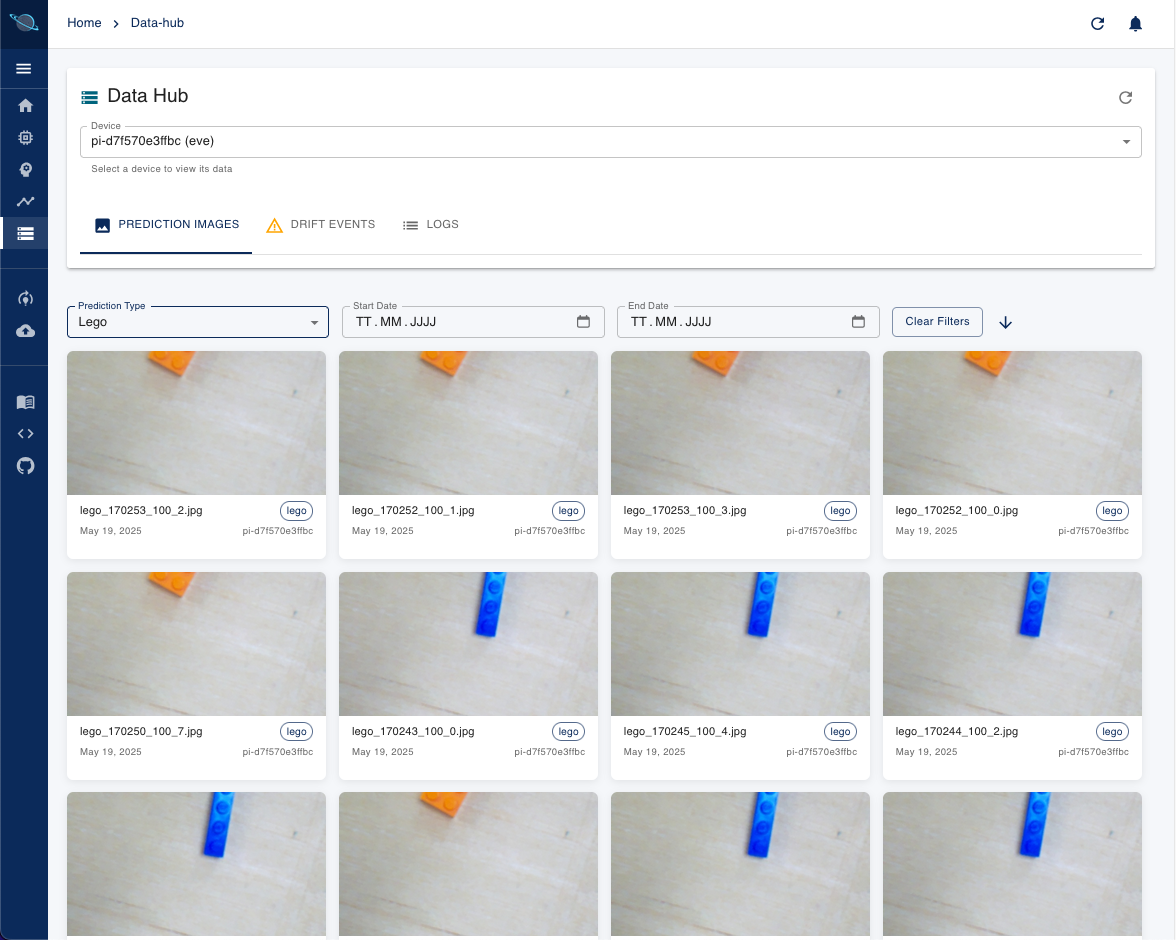 Home > Data-hub
Data Hub
Device
pi-d7f570e3ffbc (eve)
Select a device to view its data
PREDICTION IMAGES DRIFT EVENTS LOGS
Prediction Type Start Date End Date
Lego TT.MM.JJJJ TT.MM.JJJJ Clear Filters
lego_170253_100_2.jpg lego lego_170252_100_1.jpg lego lego_170253_100_3.jpg lego lego_170252_100_0.jpg lego
May 19, 2025 pi-d7f570e3ffbc May 19, 2025 pi-d7f570e3ffbc May 19, 2025 pi-d7f570e3ffbc May 19, 2025 pi-d7f570e3ffbc
lego_170250_100_7.jpg lego lego_170243_100_0.jpg lego lego_170245_100_4.jpg lego lego_170244_100_2.jpg lego
May 19, 2025 pi-d7f570e3ffbc May 19, 2025 pi-d7f570e3ffbc May 19, 2025 pi-d7f570e3ffbc May 19, 2025 pi-d7f570e3ffbc